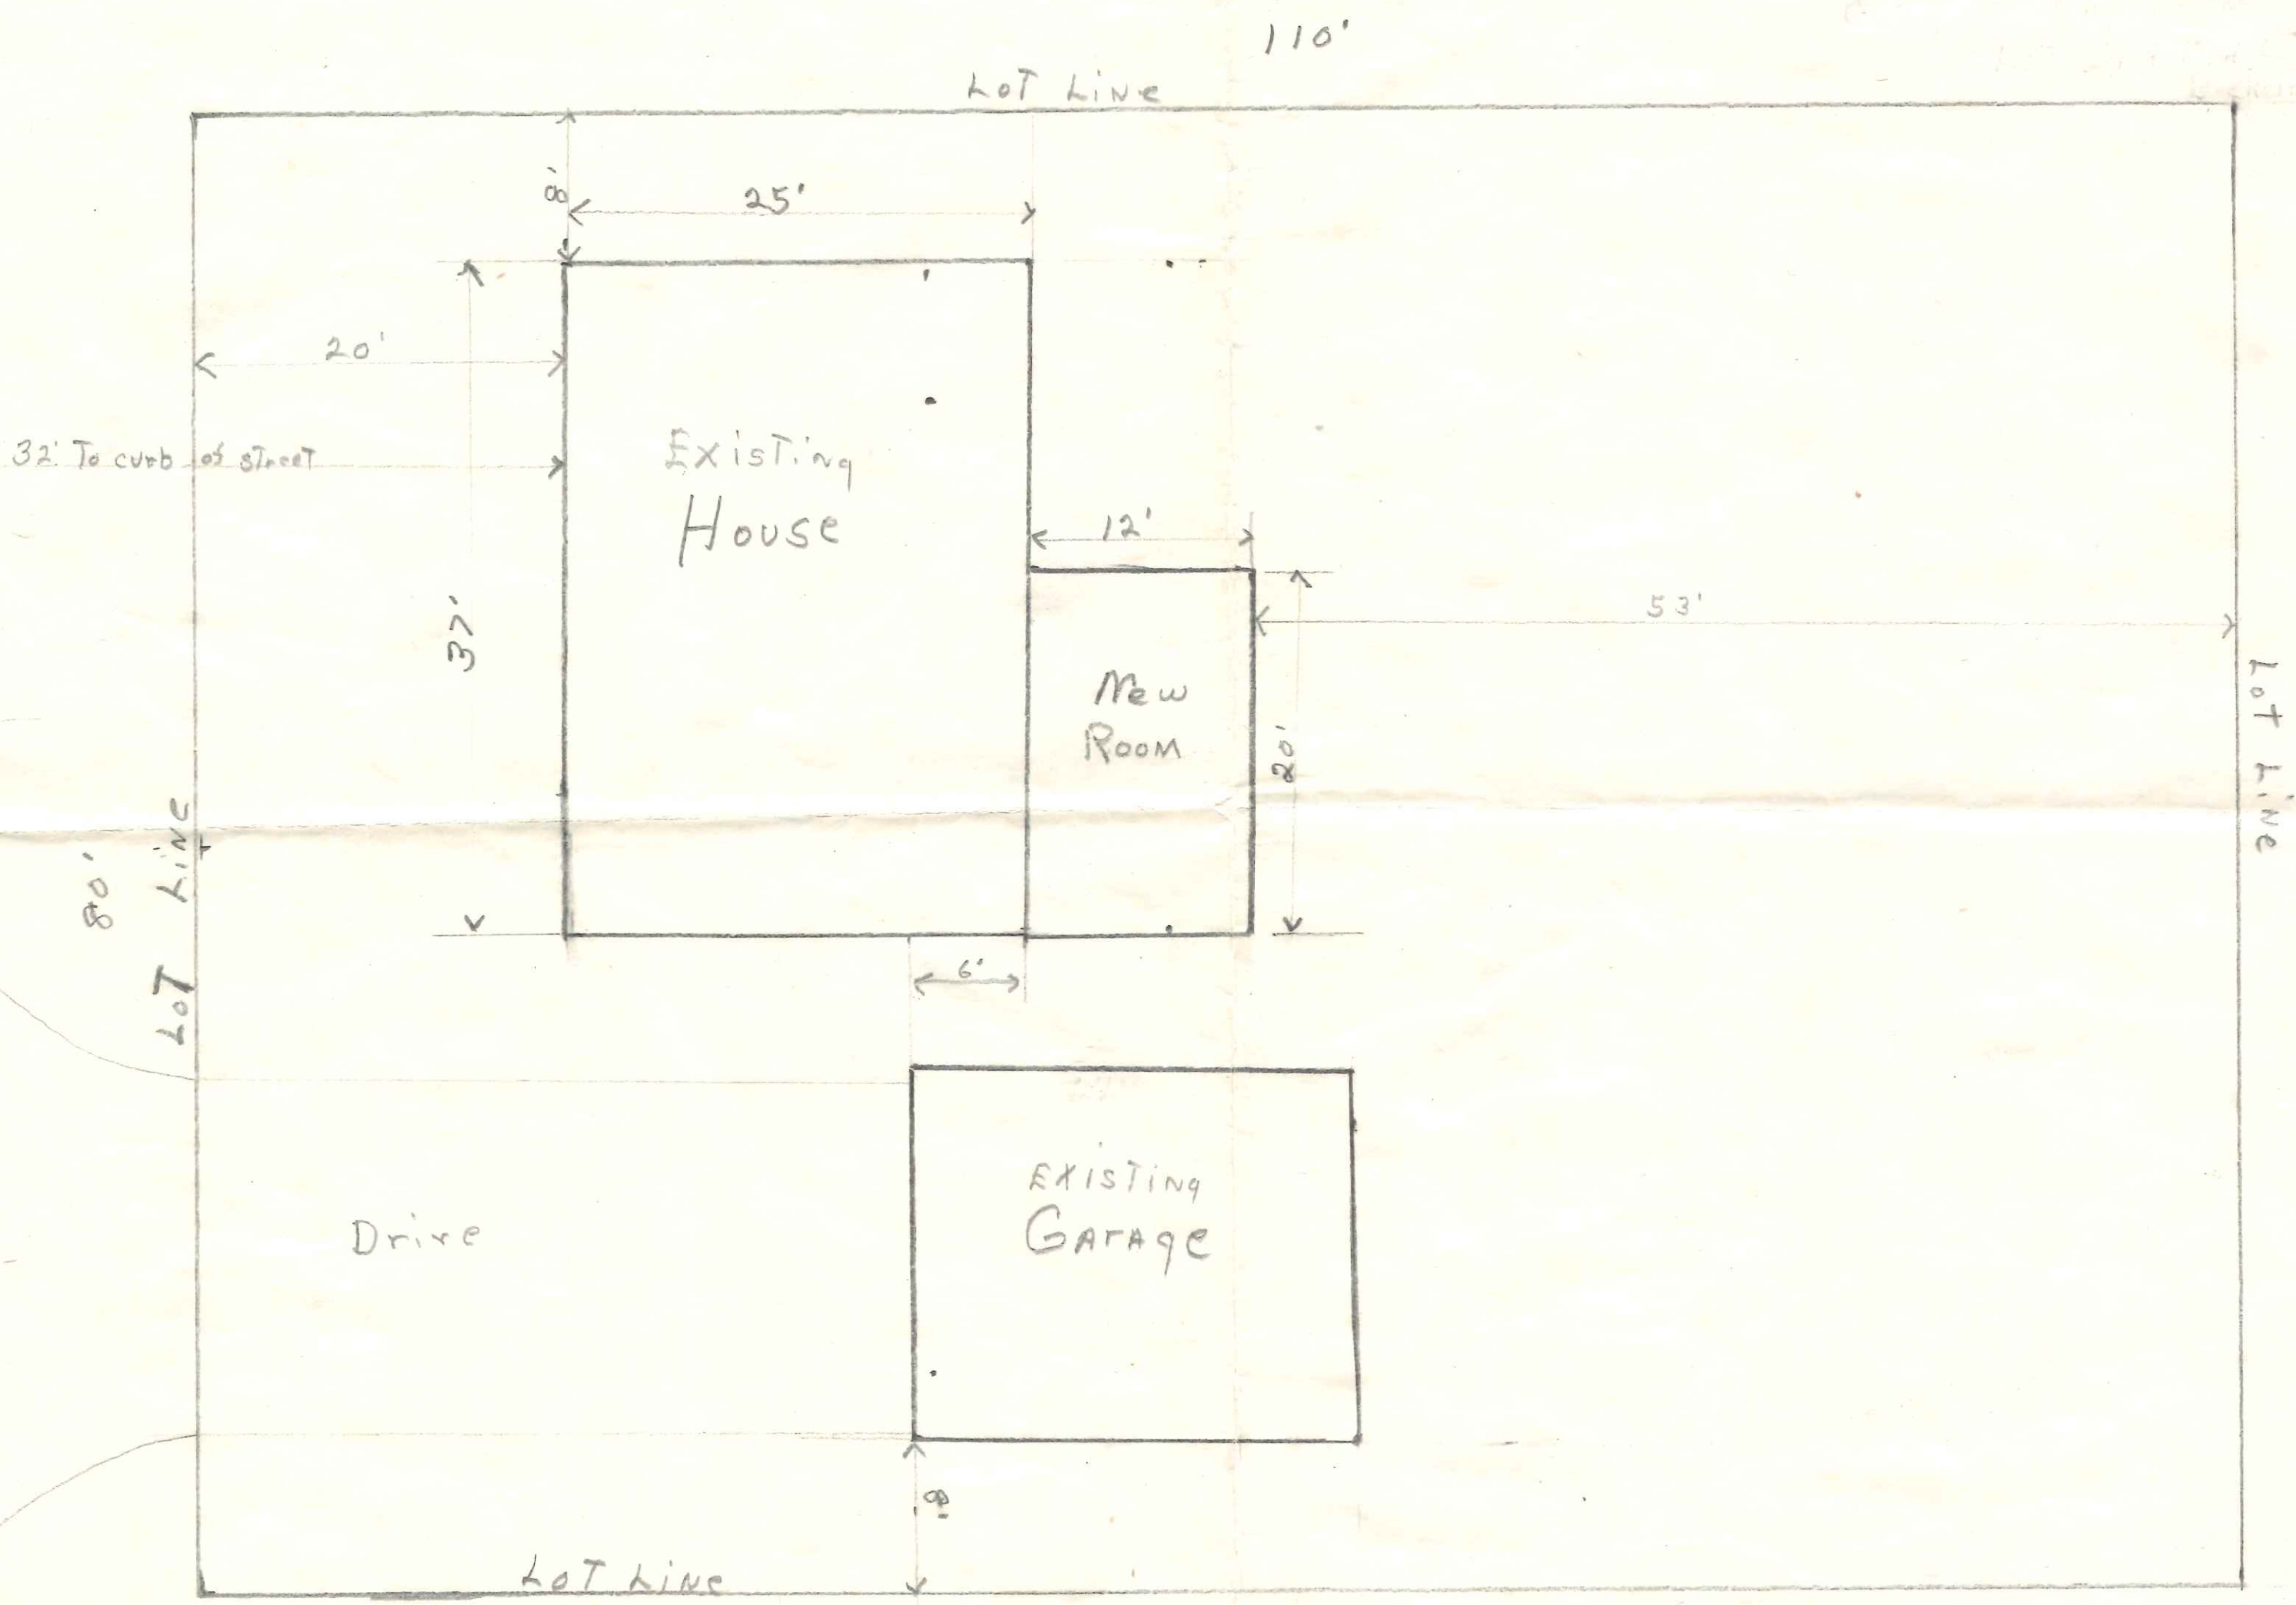 110'
LOT LINE
8'
25'
20'
32' To curb of street
Existing
House
12'
53'
37'
New
Room
20'
LOT LINE
80'
LOT LINE
6'
EXISTING
GARAGE
Drive
8'
LOT LINE